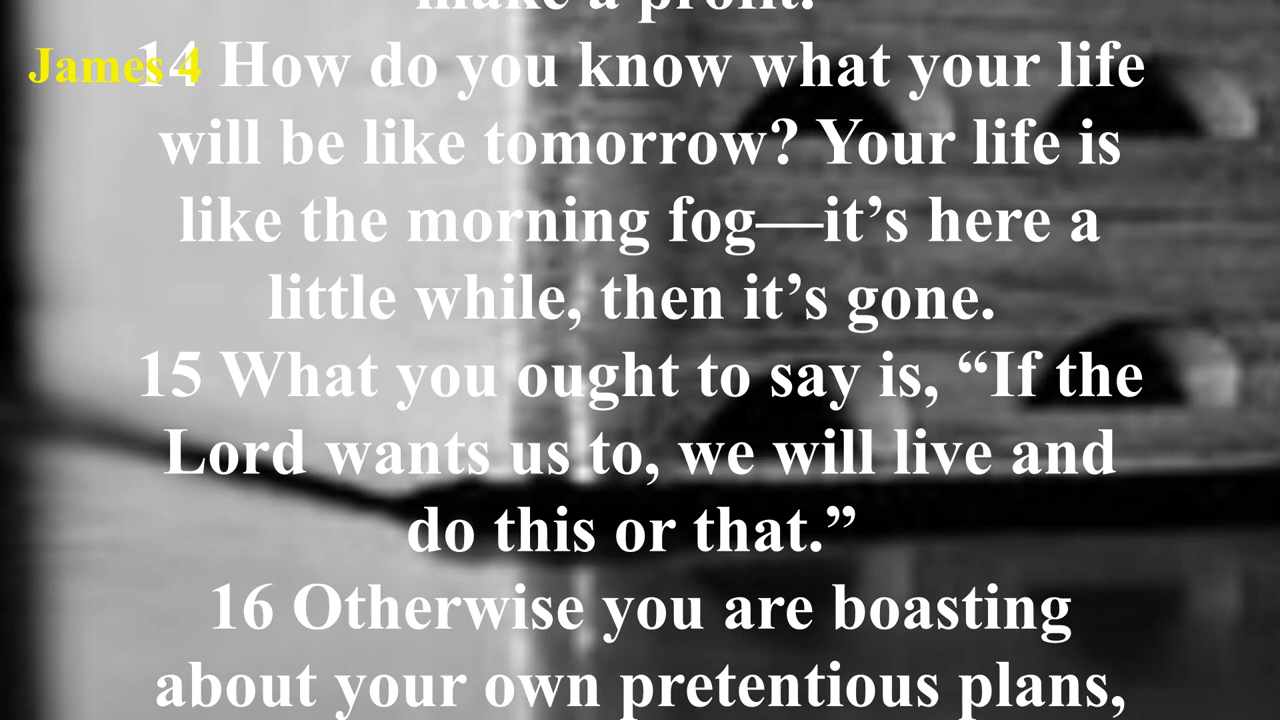 make a profit.
James 4
14 How do you know what your life
will be like tomorrow? Your life is
like the morning fog—it’s here a
little while, then it’s gone.
15 What you ought to say is, “If the
Lord wants us to, we will live and
do this or that.”
16 Otherwise you are boasting
about your own pretentious plans,